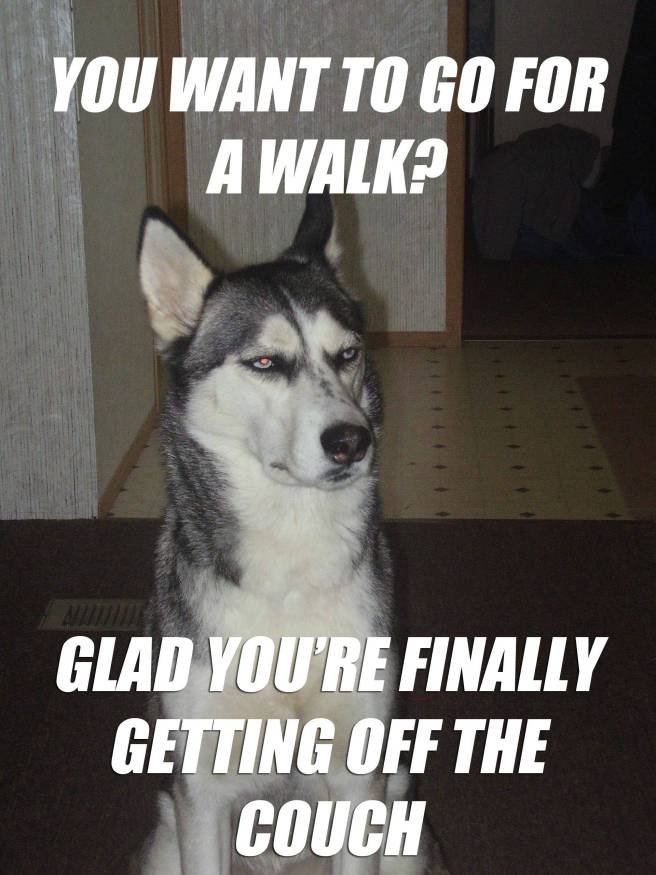 YOU WANT TO GO FOR
A WALK?
GLAD YOU'RE FINALLY
GETTING OFF THE
COUCH